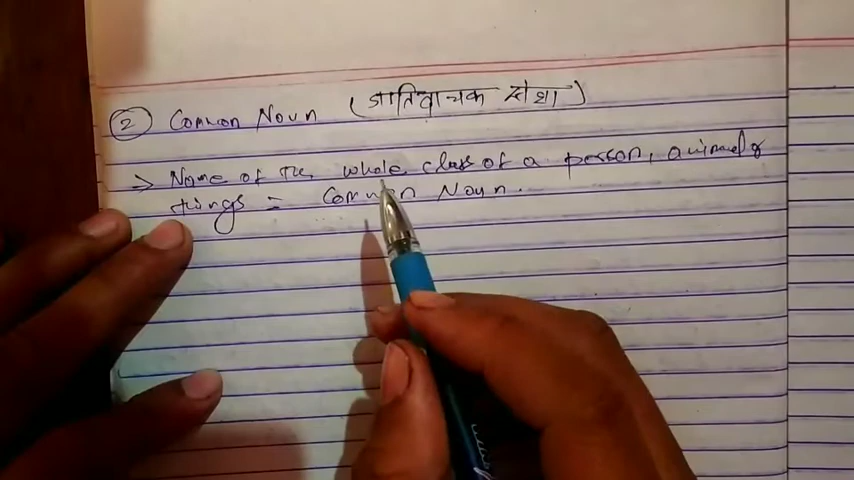 2 Common Noun (जातिवाचक संज्ञा)
→ Name of the whole class of a person, animal &
things = Common Noun.